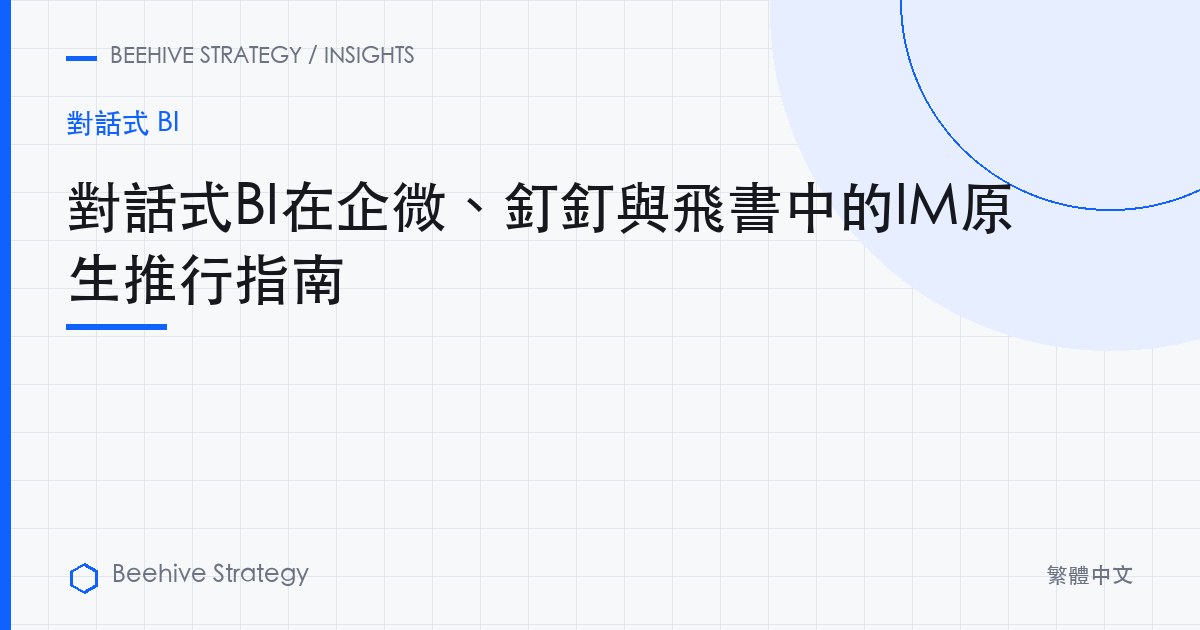 BEEHIVE STRATEGY / INSIGHTS
對話式 BI
對話式BI在企微、釘釘與飛書中的IM原
生推行指南
Beehive Strategy
繁體中文